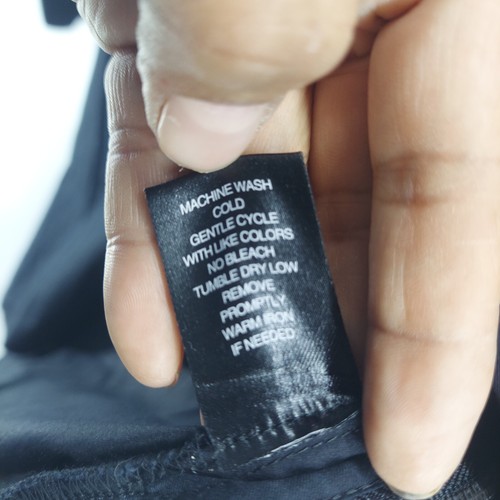 MACHINE WASH
COLD
GENTLE CYCLE
WITH LIKE COLORS
NO BLEACH
TUMBLE DRY LOW
REMOVE
PROMPTLY
WARM IRON
IF NEEDED